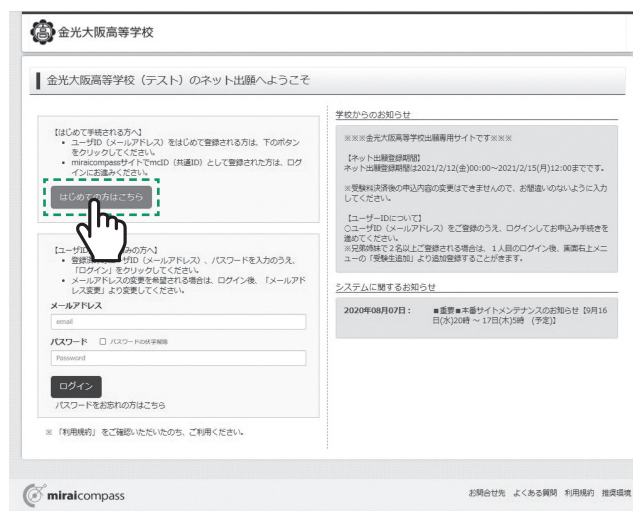 金光大阪高等学校
金光大阪高等学校（テスト）のネット出願へようこそ
【はじめて手続される方へ】
• ユーザID（メールアドレス）をはじめて登録される方は、下のボタン
をクリックしてください。
• miraicompassサイトでmcID（共通ID）として登録された方は、ログ
インにお進みください。
はじめての方はこちら
【ユーザID みの方へ】
• 登録 ザID（メールアドレス）、パスワードを入力のうえ、
「ログイン」をクリックしてください。
• メールアドレスの変更を希望される場合は、ログイン後、「メールアド
レス変更」より変更してください。
メールアドレス
email
パスワード □ パスワードの伏字解除
Password
ログイン
パスワードをお忘れの方はこちら
※ 「利用規約」 をご確認いただいたのち、ご利用ください。
学校からのお知らせ
※※※金光大阪高等学校出願専用サイトです※※※
【ネット出願登録期間】
ネット出願登録期間は2021/2/12(金)00:00～2021/2/15(月)12:00までです。
※受験料決済後の申込内容の変更はできませんので、お間違いのないように入力
してください。
【ユーザーIDについて】
○ユーザID（メールアドレス）をご登録のうえ、ログインしてお申込み手続きを
進めてください。
※兄弟姉妹で２名以上ご登録される場合は、１人目のログイン後、画面右上メニ
ューの「受験生追加」より追加登録することがきます。
システムに関するお知らせ
2020年08月07日： ■重要■本番サイトメンテナンスのお知らせ【9月16
日(水)20時 ～ 17日(木)5時 （予定)】
miraicompass
お問合せ先 よくある質問 利用規約 推奨環境